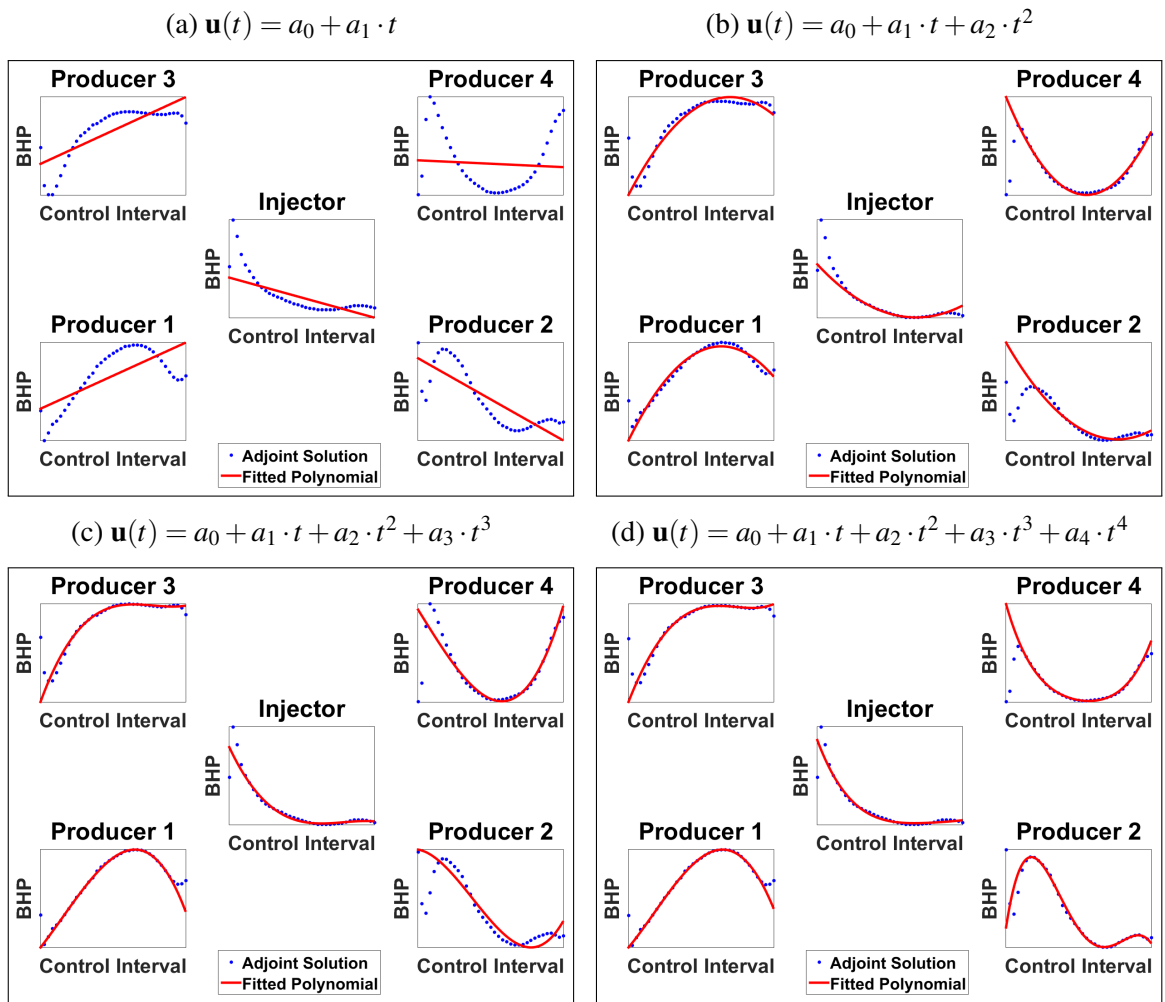 (a) u(t) = a₀ + a₁ · t
Producer 3
BHP
Control Interval
Producer 4
BHP
Control Interval
Injector
BHP
Control Interval
Producer 1
BHP
Control Interval
Producer 2
BHP
Control Interval
Adjoint Solution
Fitted Polynomial
(b) u(t) = a₀ + a₁ · t + a₂ · t²
Producer 3
BHP
Control Interval
Producer 4
BHP
Control Interval
Injector
BHP
Control Interval
Producer 1
BHP
Control Interval
Producer 2
BHP
Control Interval
Adjoint Solution
Fitted Polynomial
(c) u(t) = a₀ + a₁ · t + a₂ · t² + a₃ · t³
Producer 3
BHP
Control Interval
Producer 4
BHP
Control Interval
Injector
BHP
Control Interval
Producer 1
BHP
Control Interval
Producer 2
BHP
Control Interval
Adjoint Solution
Fitted Polynomial
(d) u(t) = a₀ + a₁ · t + a₂ · t² + a₃ · t³ + a₄ · t⁴
Producer 3
BHP
Control Interval
Producer 4
BHP
Control Interval
Injector
BHP
Control Interval
Producer 1
BHP
Control Interval
Producer 2
BHP
Control Interval
Adjoint Solution
Fitted Polynomial